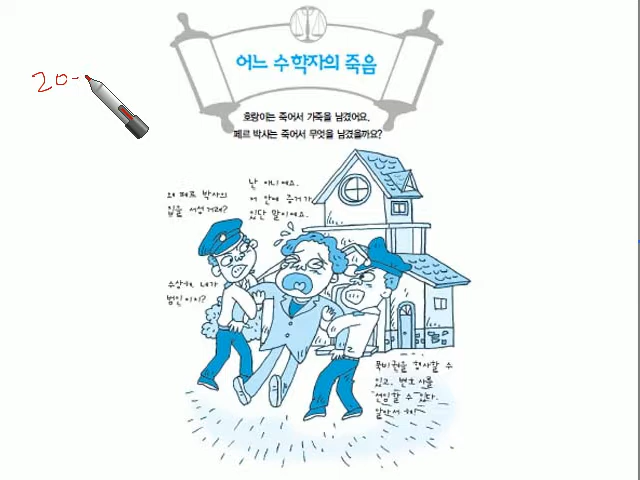 20
어느 수학자의 죽음
호랑이는 죽어서 가죽을 남겼어요.
페르 박사는 죽어서 무엇을 남겼을까요?
왜 페르 박사의
집을 서성거려?
난 아니에요.
저 안에 증거가
있단 말이에요.
수상해, 네가
범인이지?
묵비권을 행사할 수
있고, 변호사를
선임할 수 있다.
알아서 해!